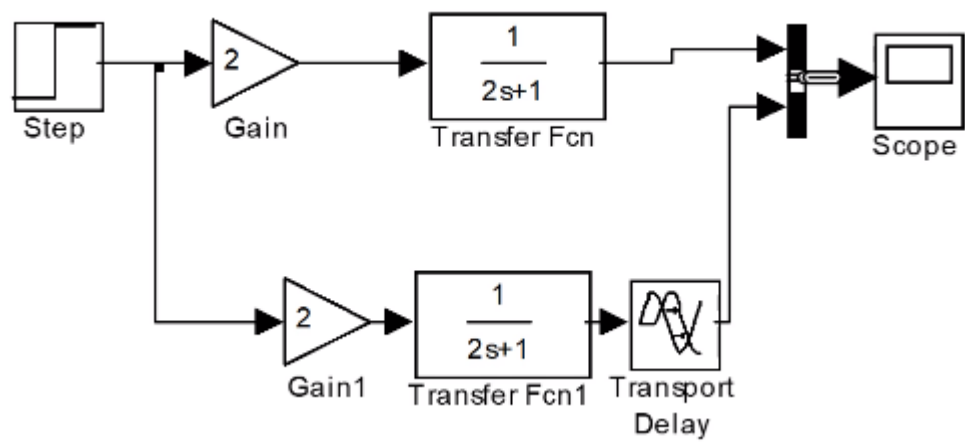 Step
2
Gain
1
2s+1
Transfer Fcn
Scope
2
Gain1
1
2s+1
Transfer Fcn1
Transport
Delay